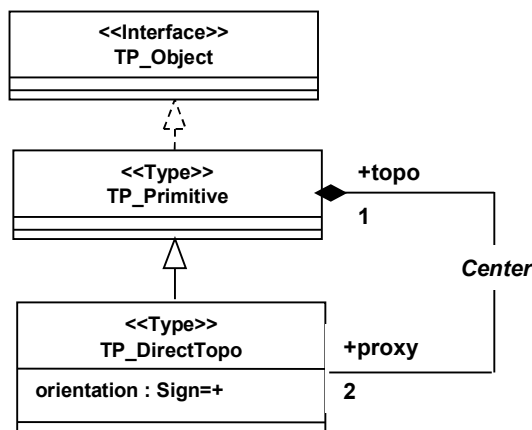 <<Interface>>
TP_Object
<<Type>>
TP_Primitive
+topo
1
Center
<<Type>>
TP_DirectTopo
orientation : Sign=+
+proxy
2